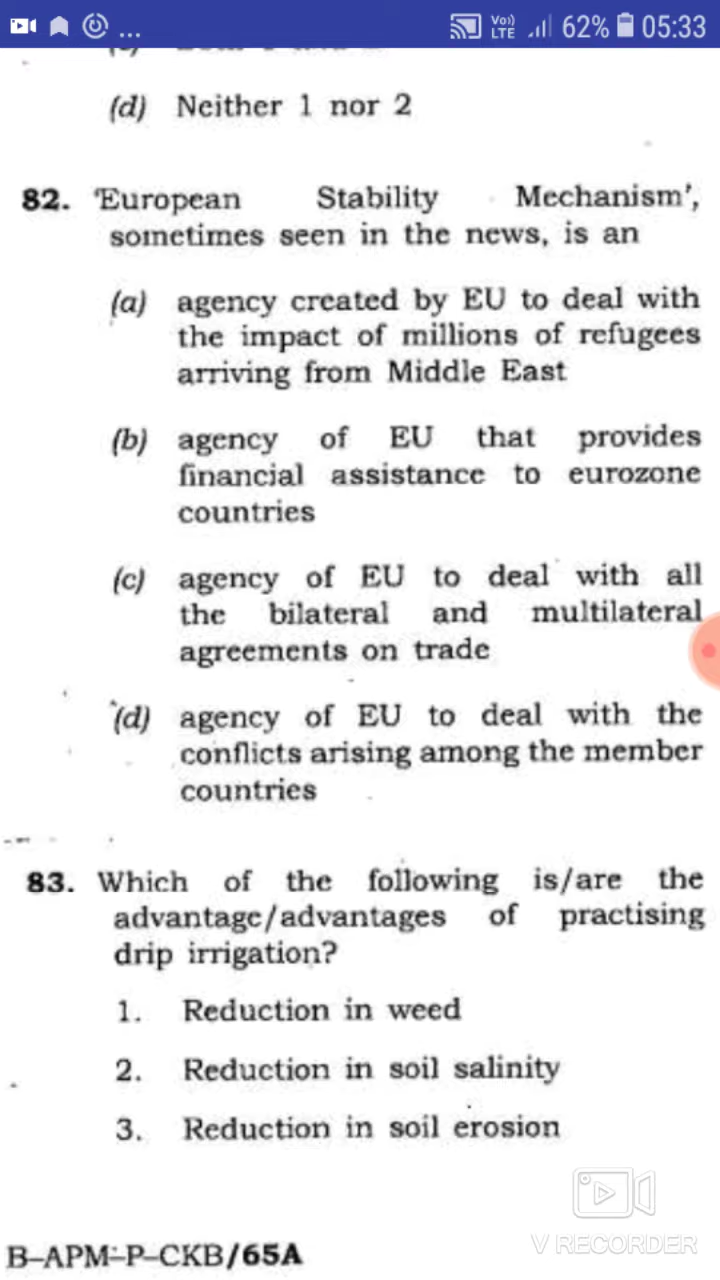 ... Vo)) LTE 62% 05:33
(d) Neither 1 nor 2
82. 'European Stability Mechanism',
sometimes seen in the news, is an
(a) agency created by EU to deal with
the impact of millions of refugees
arriving from Middle East
(b) agency of EU that provides
financial assistance to eurozone
countries
(c) agency of EU to deal with all
the bilateral and multilateral
agreements on trade
(d) agency of EU to deal with the
conflicts arising among the member
countries
83. Which of the following is/are the
advantage/advantages of practising
drip irrigation?
1. Reduction in weed
2. Reduction in soil salinity
3. Reduction in soil erosion
V RECORDER
B–APM–P–CKB/65A